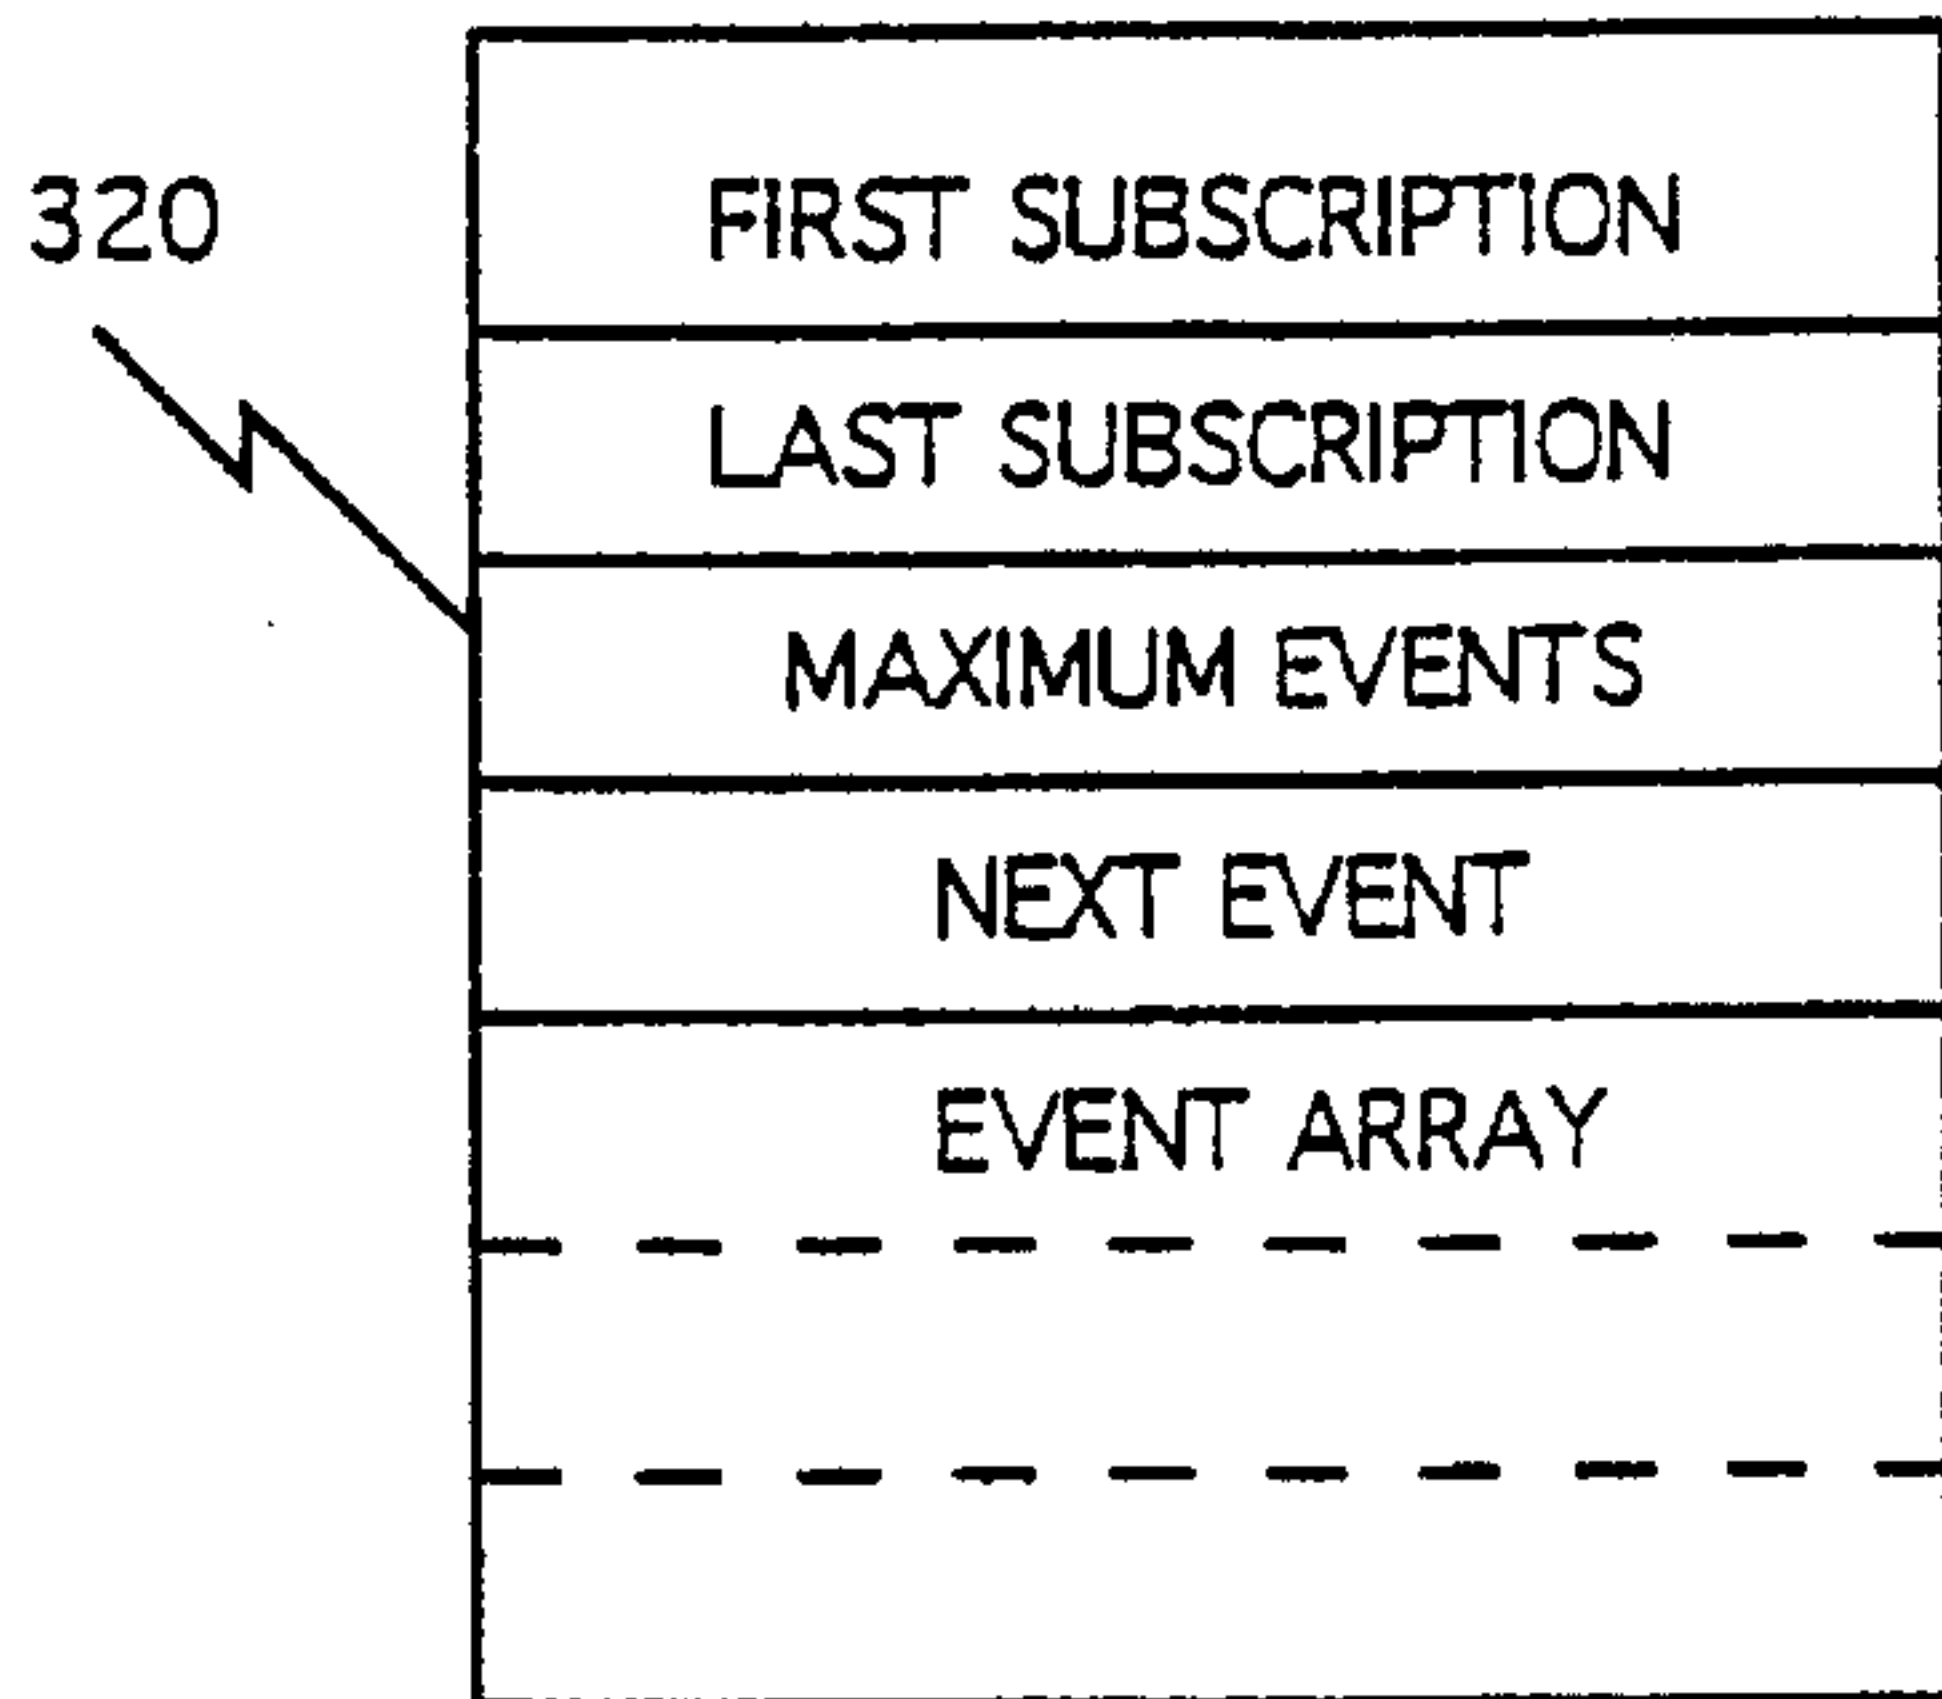 320
FIRST SUBSCRIPTION
LAST SUBSCRIPTION
MAXIMUM EVENTS
NEXT EVENT
EVENT ARRAY